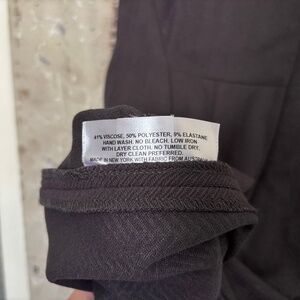 41% VISCOSE, 50% POLYESTER, 9% ELASTANE
HAND WASH. NO BLEACH. LOW IRON
WITH LAYER CLOTH. NO TUMBLE DRY.
DRY CLEAN PREFERRED.
MADE IN NEW YORK WITH FABRIC FROM AUSTRALIA